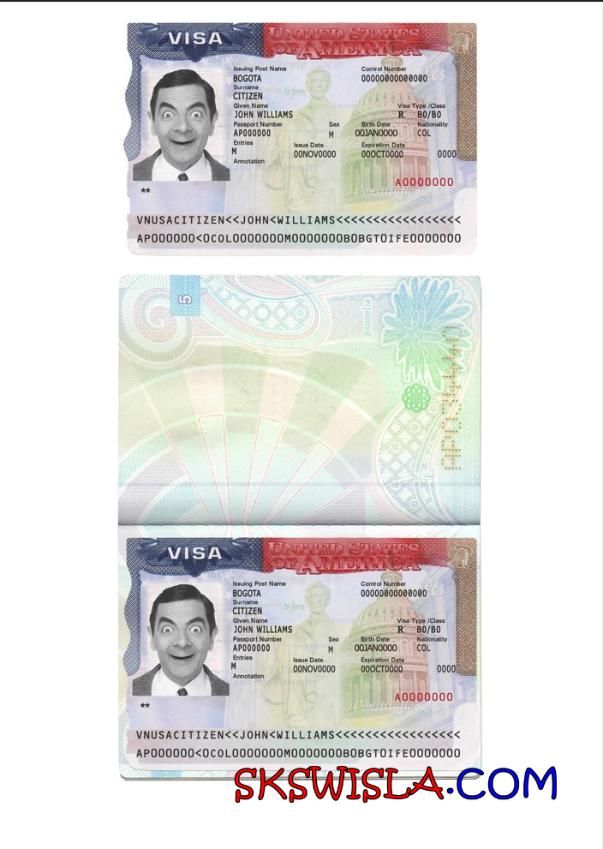 VISA
UNITED STATES
OF AMERICA
Issuing Post Name Control Number
BOGOTA 00000000000000
Surname
CITIZEN
Given Name Visa Type /Class
JOHN WILLIAMS R B0/B0
Passport Number Sex Birth Date Nationality
AP000000 M 00JAN0000 COL
Entries Issue Date Expiration Date
M 00NOV0000 00OCT0000 0000
Annotation
A0000000
**
VNUSACITIZEN<<JOHN<WILLIAMS<<<<<<<<<<<<<<<<<
AP000000<0COL0000000M0000000B0BGT0IFE0000000
5
VISA
UNITED STATES
OF AMERICA
Issuing Post Name Control Number
BOGOTA 00000000000000
Surname
CITIZEN
Given Name Visa Type /Class
JOHN WILLIAMS R B0/B0
Passport Number Sex Birth Date Nationality
AP000000 M 00JAN0000 COL
Entries Issue Date Expiration Date
M 00NOV0000 00OCT0000 0000
Annotation
A0000000
**
VNUSACITIZEN<<JOHN<WILLIAMS<<<<<<<<<<<<<<<<<
AP000000<0COL0000000M0000000B0BGT0IFE0000000
SKSWISLA.COM